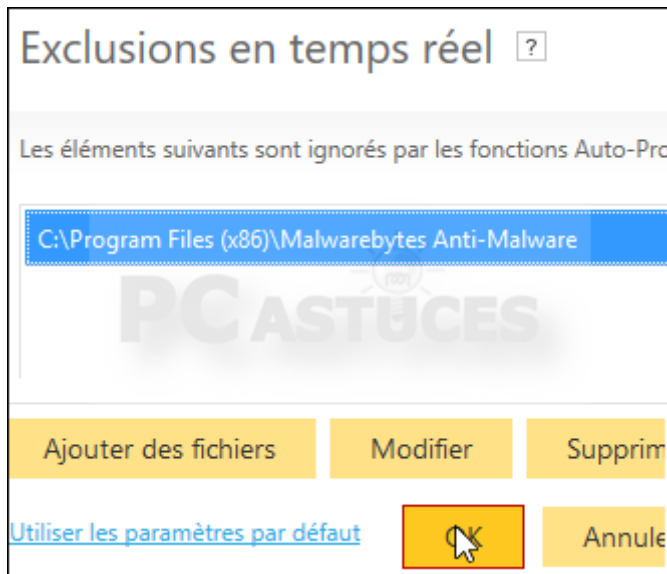 Exclusions en temps réel ?
Les éléments suivants sont ignorés par les fonctions Auto-Pro
C:\Program Files (x86)\Malwarebytes Anti-Malware
PC ASTUCES
Ajouter des fichiers Modifier Supprim
Utiliser les paramètres par défaut OK Annule